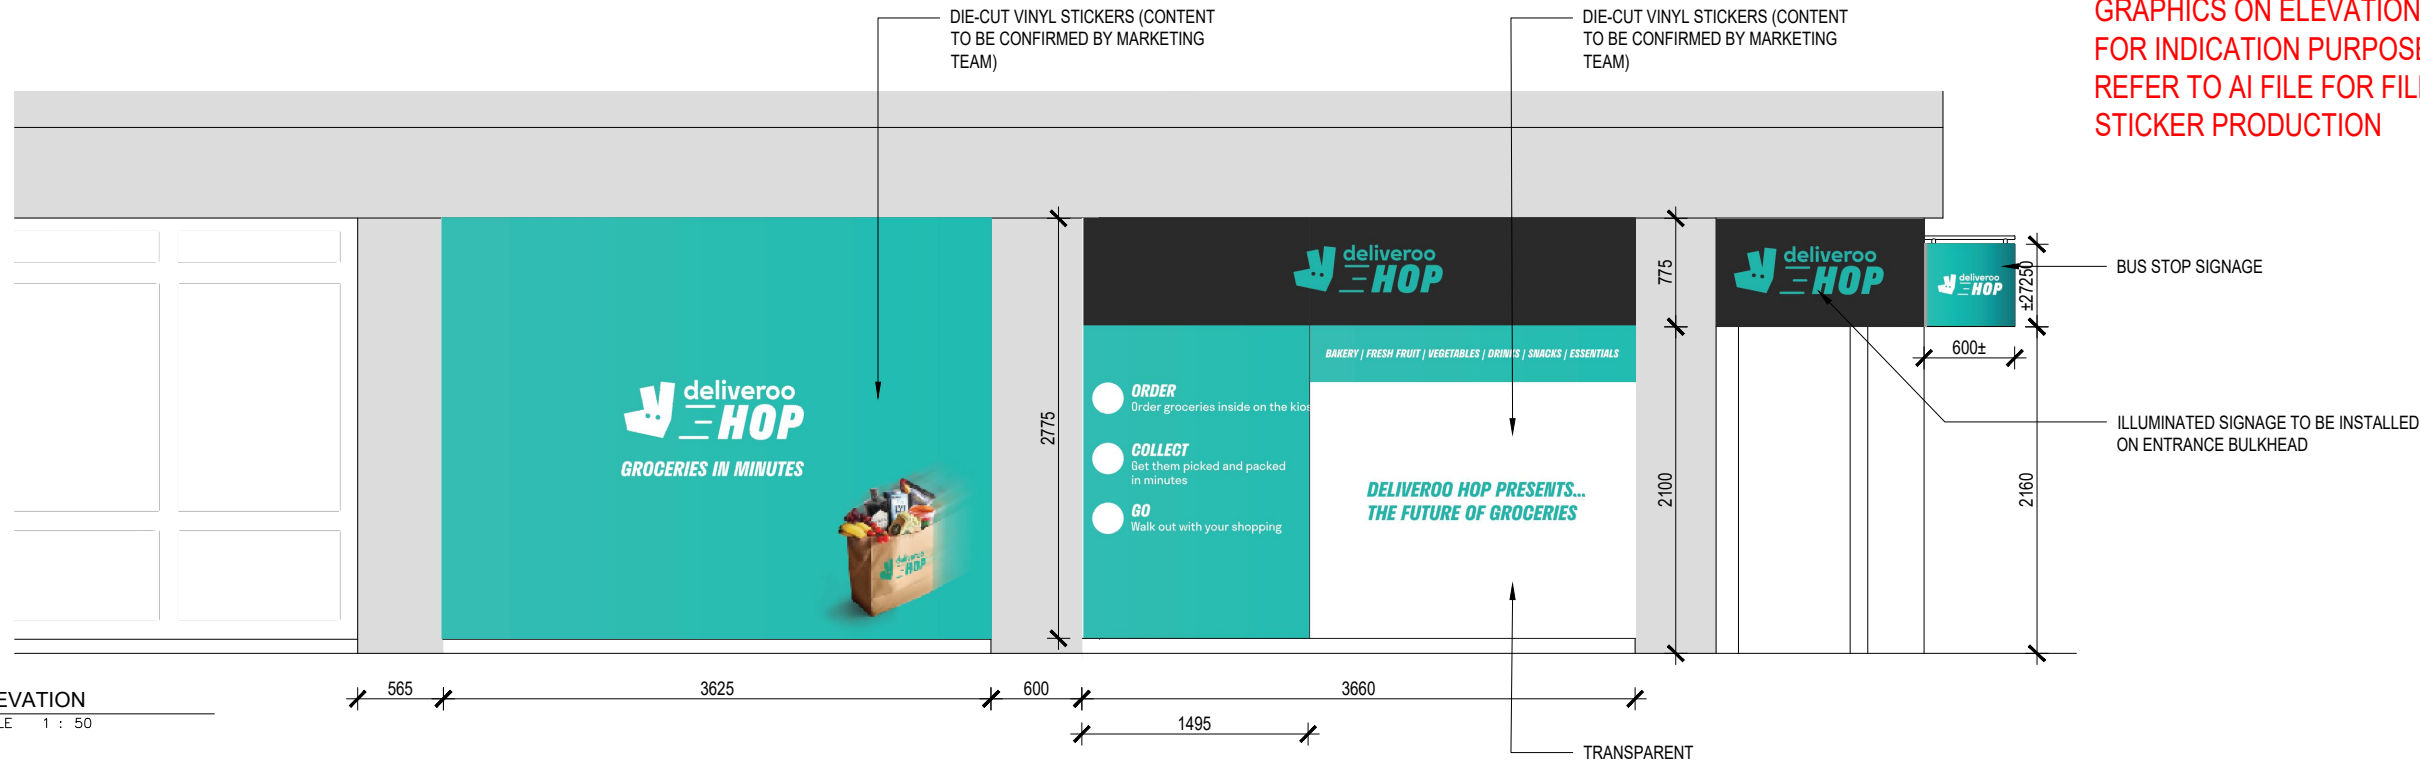 DIE-CUT VINYL STICKERS (CONTENT
TO BE CONFIRMED BY MARKETING
TEAM)
DIE-CUT VINYL STICKERS (CONTENT
TO BE CONFIRMED BY MARKETING
TEAM)
GRAPHICS ON ELEVATION
FOR INDICATION PURPOSE
REFER TO AI FILE FOR
STICKER PRODUCTION
deliveroo
HOP
GROCERIES IN MINUTES
deliveroo
HOP
2775
deliveroo
HOP
BAKERY | FRESH FRUIT | VEGETABLES | DRINKS | SNACKS | ESSENTIALS
ORDER
Order groceries inside on the
COLLECT
Get them picked and packed
in minutes
GO
Walk out with your shopping
DELIVEROO HOP PRESENTS...
THE FUTURE OF GROCERIES
775
2100
deliveroo
HOP
deliveroo
HOP
±27250
600±
2160
BUS STOP SIGNAGE
ILLUMINATED SIGNAGE TO BE INSTALLED
ON ENTRANCE BULKHEAD
565
3625
600
3660
1495
TRANSPARENT
EVATION
LE 1 : 50